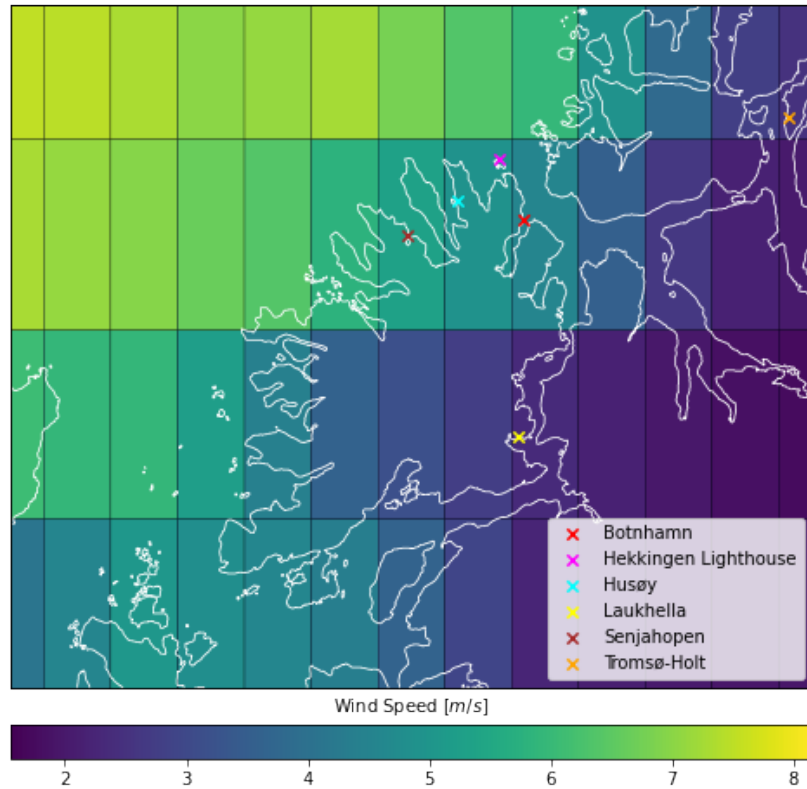 Botnhamn
Hekkingen Lighthouse
Husøy
Laukhella
Senjahopen
Tromsø-Holt
Wind Speed [m/s]
2 3 4 5 6 7 8